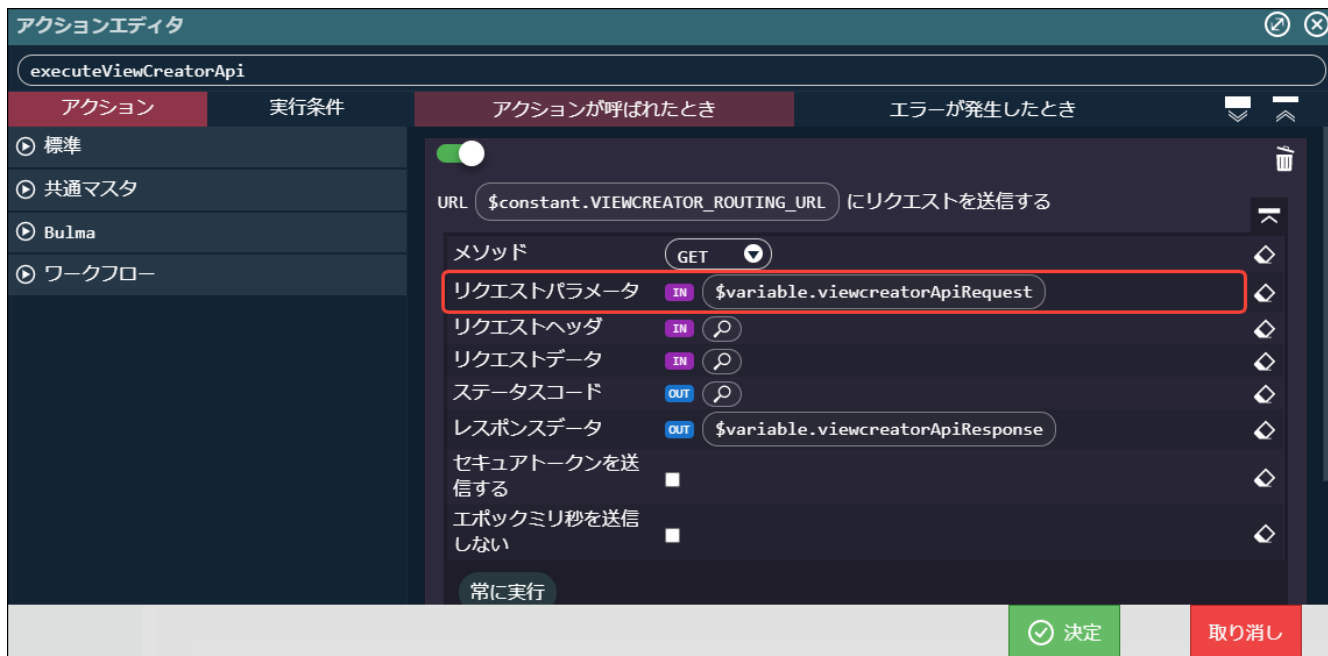 アクションエディタ
executeViewCreatorApi
アクション 実行条件 アクションが呼ばれたとき エラーが発生したとき
標準
共通マスタ
Bulma
ワークフロー
URL $constant.VIEWCREATOR_ROUTING_URL にリクエストを送信する
メソッド GET
リクエストパラメータ IN $variable.viewcreatorApiRequest
リクエストヘッダ IN
リクエストデータ IN
ステータスコード OUT
レスポンスデータ OUT $variable.viewcreatorApiResponse
セキュアトークンを送
信する
エポックミリ秒を送信
しない
常に実行
決定 取り消し